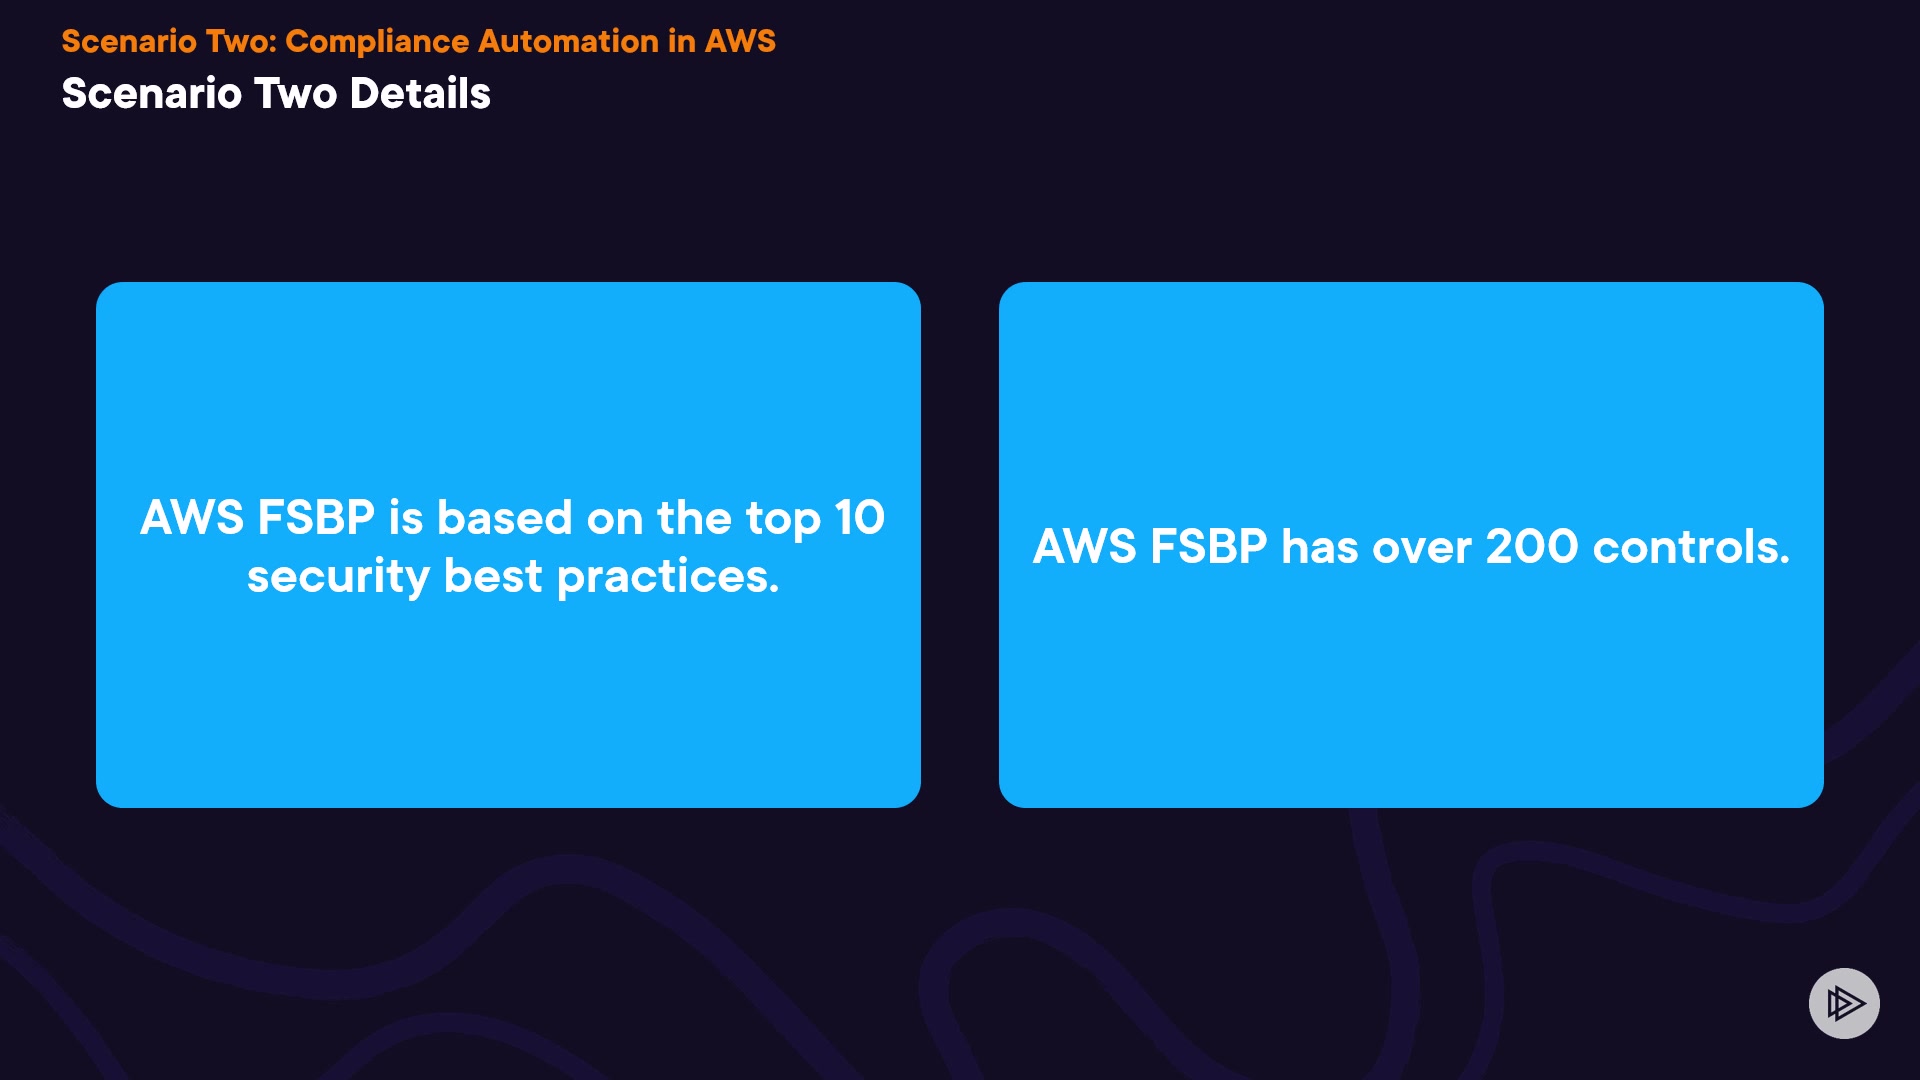 Scenario Two: Compliance Automation in AWS
Scenario Two Details
AWS FSBP is based on the top 10
security best practices.
AWS FSBP has over 200 controls.